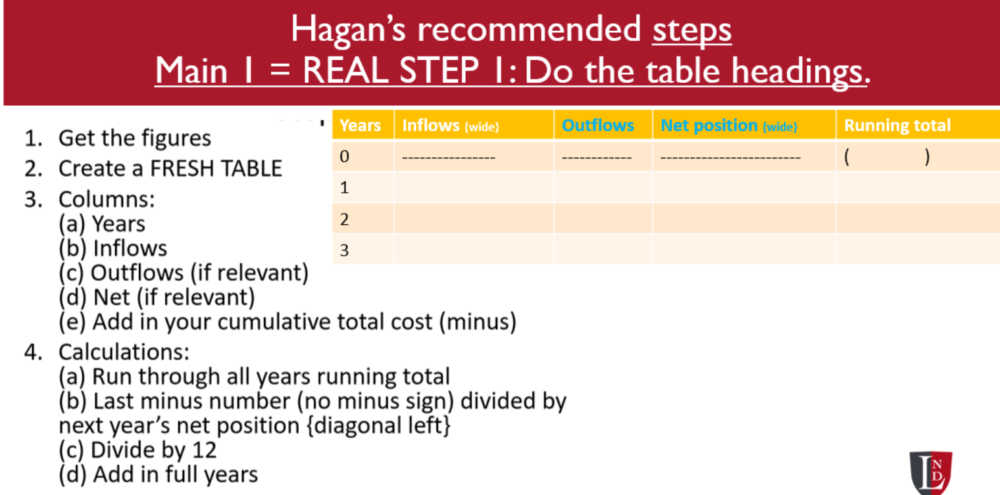 Hagan's recommended steps
Main 1 = REAL STEP 1: Do the table headings.
1. Get the figures
2. Create a FRESH TABLE
3. Columns:
(a) Years
(b) Inflows
(c) Outflows (if relevant)
(d) Net (if relevant)
(e) Add in your cumulative total cost (minus)
4. Calculations:
(a) Run through all years running total
(b) Last minus number (no minus sign) divided by
next year's net position {diagonal left}
(c) Divide by 12
(d) Add in full years
Years Inflows {wide} Outflows Net position {wide} Running total
0 ---------------- ------------ ------------------------ ( )
1
2
3
L N D